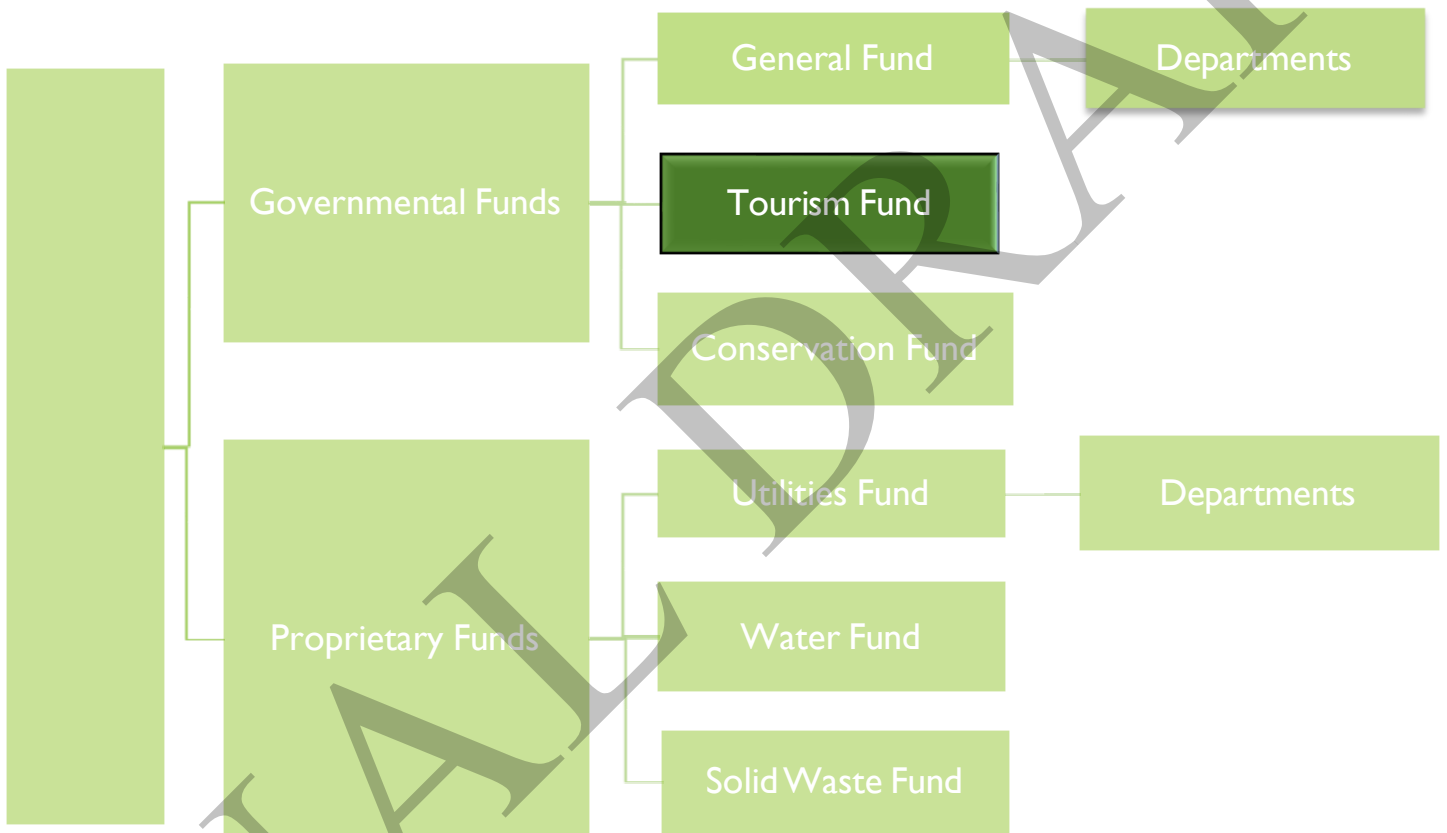 General Fund
Departments
Governmental Funds
Tourism Fund
Conservation Fund
Utilities Fund
Departments
Proprietary Funds
Water Fund
Solid Waste Fund